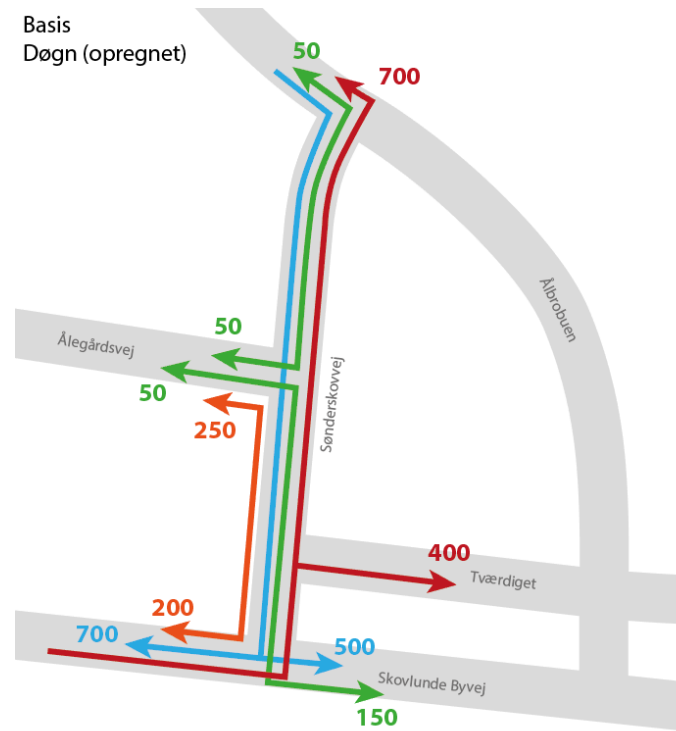 Basis
Døgn (opregnet)
50
700
Ålbrobuen
50
Ålegårdsvej
50
250
Sønderskovvej
400
Tværdiget
200
700
500
Skovlunde Byvej
150